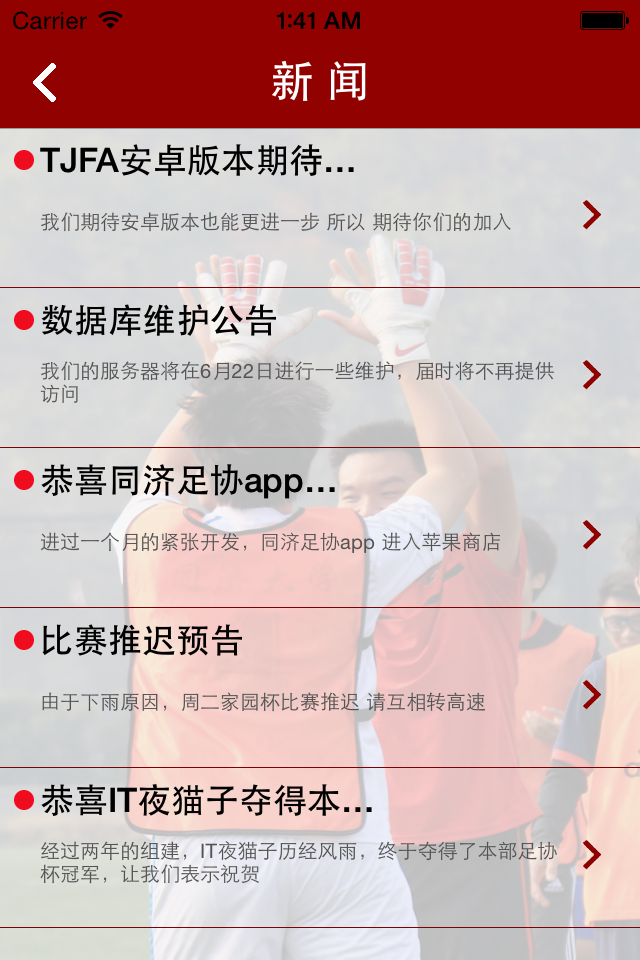 Carrier 1:41 AM
新 闻
TJFA安卓版本期待...
我们期待安卓版本也能更进一步 所以 期待你们的加入
数据库维护公告
我们的服务器将在6月22日进行一些维护，届时将不再提供
访问
恭喜同济足协app...
进过一个月的紧张开发，同济足协app 进入苹果商店
比赛推迟预告
由于下雨原因，周二家园杯比赛推迟 请互相转高速
恭喜IT夜猫子夺得本...
经过两年的组建，IT夜猫子历经风雨，终于夺得了本部足协
杯冠军，让我们表示祝贺